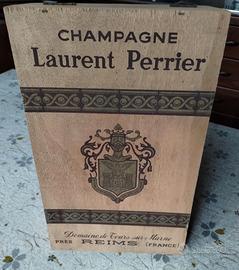 CHAMPAGNE
Laurent Perrier
Domaine de Tours-sur-Marne
PRÈS REIMS (FRANCE)